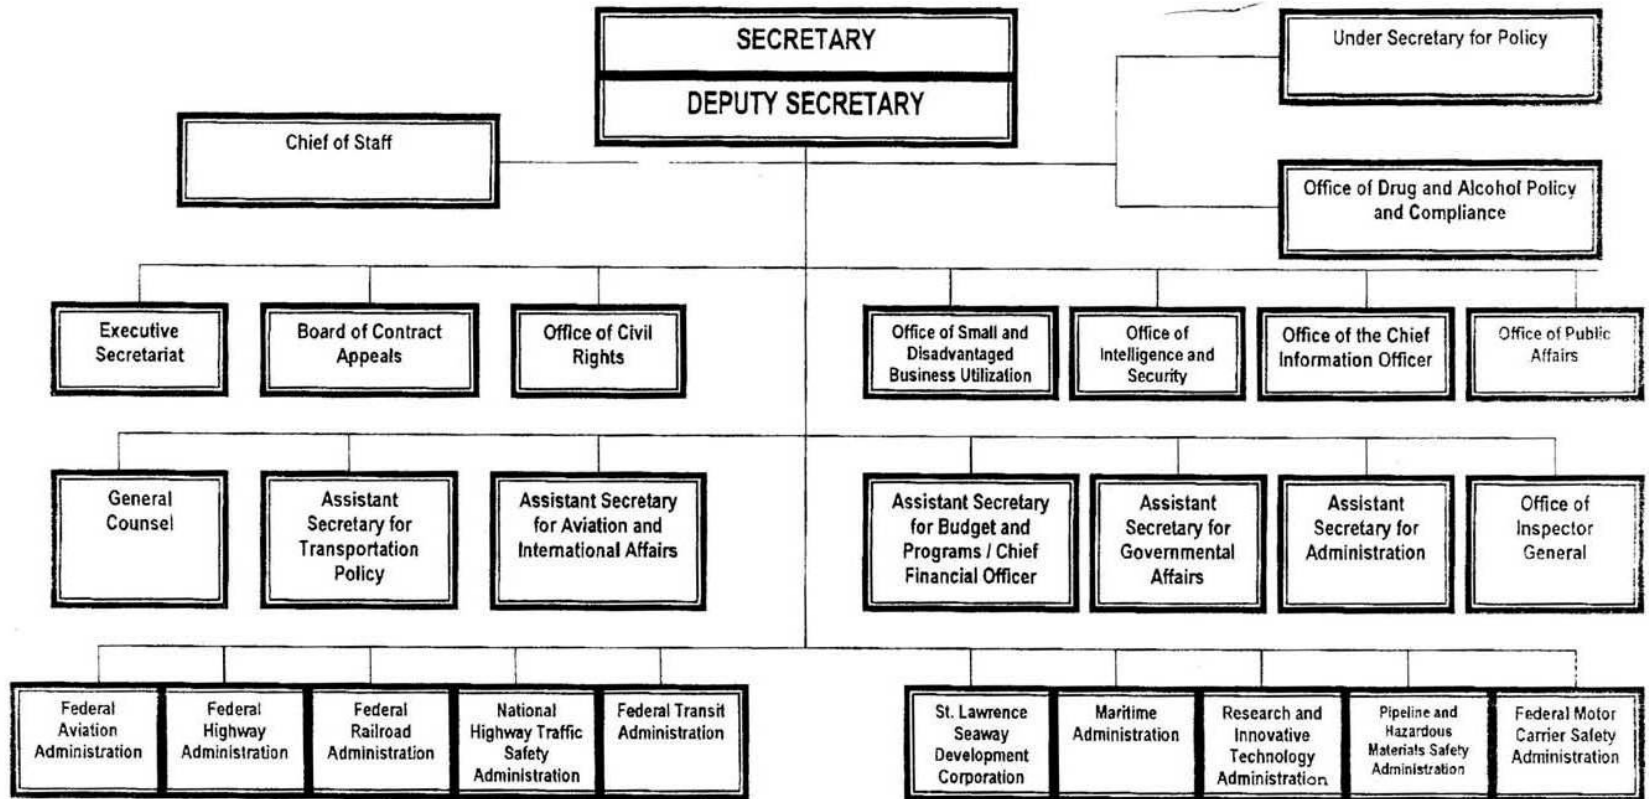 SECRETARY
DEPUTY SECRETARY
Under Secretary for Policy
Chief of Staff
Office of Drug and Alcohol Policy
and Compliance
Executive
Secretariat
Board of Contract
Appeals
Office of Civil
Rights
Office of Small and
Disadvantaged
Business Utilization
Office of
Intelligence and
Security
Office of the Chief
Information Officer
Office of Public
Affairs
General
Counsel
Assistant
Secretary for
Transportation
Policy
Assistant Secretary
for Aviation and
International Affairs
Assistant Secretary
for Budget and
Programs / Chief
Financial Officer
Assistant
Secretary for
Governmental
Affairs
Assistant
Secretary for
Administration
Office of
Inspector
General
Federal
Aviation
Administration
Federal
Highway
Administration
Federal
Railroad
Administration
National
Highway Traffic
Safety
Administration
Federal Transit
Administration
St. Lawrence
Seaway
Development
Corporation
Maritime
Administration
Research and
Innovative
Technology
Administration
Pipeline and
Hazardous
Materials Safety
Administration
Federal Motor
Carrier Safety
Administration